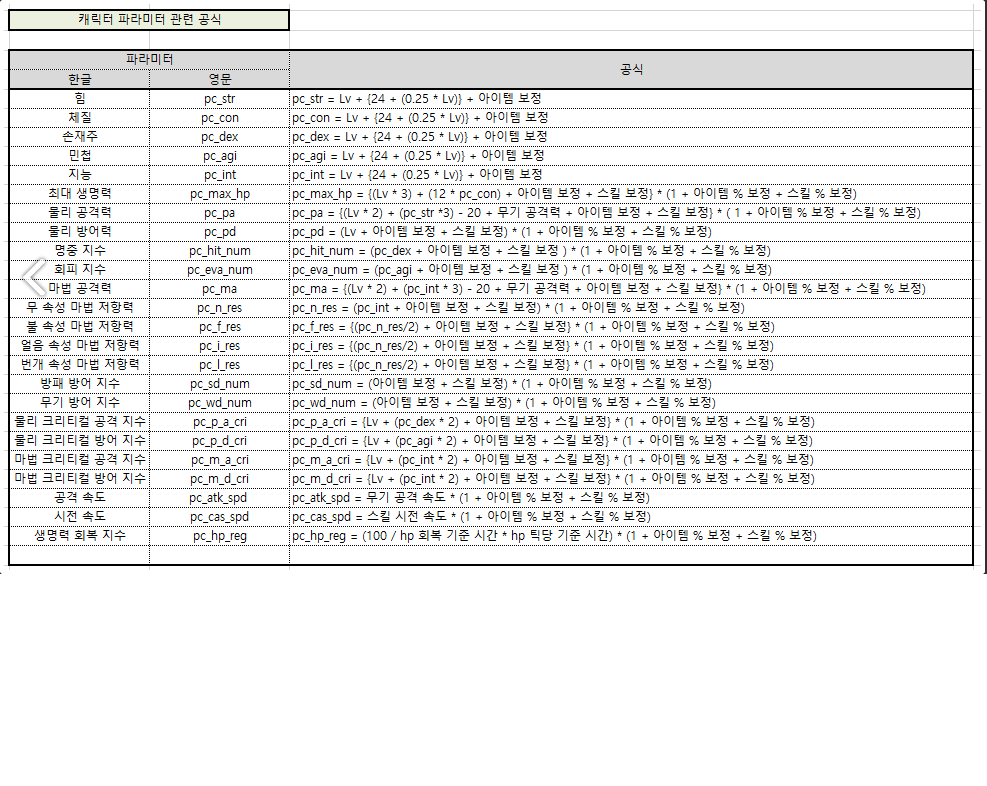 캐릭터 파라미터 관련 공식
파라미터 공식
한글 영문
힘 pc_str pc_str = Lv + {24 + (0.25 * Lv)} + 아이템 보정
체질 pc_con pc_con = Lv + {24 + (0.25 * Lv)} + 아이템 보정
손재주 pc_dex pc_dex = Lv + {24 + (0.25 * Lv)} + 아이템 보정
민첩 pc_agi pc_agi = Lv + {24 + (0.25 * Lv)} + 아이템 보정
지능 pc_int pc_int = Lv + {24 + (0.25 * Lv)} + 아이템 보정
최대 생명력 pc_max_hp pc_max_hp = {(Lv * 3) + (12 * pc_con) + 아이템 보정 + 스킬 보정} * (1 + 아이템 % 보정 + 스킬 % 보정)
물리 공격력 pc_pa pc_pa = {(Lv * 2) + (pc_str *3) - 20 + 무기 공격력 + 아이템 보정 + 스킬 보정} * ( 1 + 아이템 % 보정 + 스킬 % 보정)
물리 방어력 pc_pd pc_pd = (Lv + 아이템 보정 + 스킬 보정) * (1 + 아이템 % 보정 + 스킬 % 보정)
명중 지수 pc_hit_num pc_hit_num = (pc_dex + 아이템 보정 + 스킬 보정 ) * (1 + 아이템 % 보정 + 스킬 % 보정)
회피 지수 pc_eva_num pc_eva_num = (pc_agi + 아이템 보정 + 스킬 보정 ) * (1 + 아이템 % 보정 + 스킬 % 보정)
마법 공격력 pc_ma pc_ma = {(Lv * 2) + (pc_int * 3) - 20 + 무기 공격력 + 아이템 보정 + 스킬 보정} * (1 + 아이템 % 보정 + 스킬 % 보정)
무 속성 마법 저항력 pc_n_res pc_n_res = (pc_int + 아이템 보정 + 스킬 보정) * (1 + 아이템 % 보정 + 스킬 % 보정)
불 속성 마법 저항력 pc_f_res pc_f_res = {(pc_n_res/2) + 아이템 보정 + 스킬 보정} * (1 + 아이템 % 보정 + 스킬 % 보정)
얼음 속성 마법 저항력 pc_i_res pc_i_res = {(pc_n_res/2) + 아이템 보정 + 스킬 보정} * (1 + 아이템 % 보정 + 스킬 % 보정)
번개 속성 마법 저항력 pc_l_res pc_l_res = {(pc_n_res/2) + 아이템 보정 + 스킬 보정} * (1 + 아이템 % 보정 + 스킬 % 보정)
방패 방어 지수 pc_sd_num pc_sd_num = (아이템 보정 + 스킬 보정) * (1 + 아이템 % 보정 + 스킬 % 보정)
무기 방어 지수 pc_wd_num pc_wd_num = (아이템 보정 + 스킬 보정) * (1 + 아이템 % 보정 + 스킬 % 보정)
물리 크리티컬 공격 지수 pc_p_a_cri pc_p_a_cri = {Lv + (pc_dex * 2) + 아이템 보정 + 스킬 보정} * (1 + 아이템 % 보정 + 스킬 % 보정)
물리 크리티컬 방어 지수 pc_p_d_cri pc_p_d_cri = {Lv + (pc_agi * 2) + 아이템 보정 + 스킬 보정} * (1 + 아이템 % 보정 + 스킬 % 보정)
마법 크리티컬 공격 지수 pc_m_a_cri pc_m_a_cri = {Lv + (pc_int * 2) + 아이템 보정 + 스킬 보정} * (1 + 아이템 % 보정 + 스킬 % 보정)
마법 크리티컬 방어 지수 pc_m_d_cri pc_m_d_cri = {Lv + (pc_int * 2) + 아이템 보정 + 스킬 보정} * (1 + 아이템 % 보정 + 스킬 % 보정)
공격 속도 pc_atk_spd pc_atk_spd = 무기 공격 속도 * (1 + 아이템 % 보정 + 스킬 % 보정)
시전 속도 pc_cas_spd pc_cas_spd = 스킬 시전 속도 * (1 + 아이템 % 보정 + 스킬 % 보정)
생명력 회복 지수 pc_hp_reg pc_hp_reg = (100 / hp 회복 기준 시간 * hp 틱당 기준 시간) * (1 + 아이템 % 보정 + 스킬 % 보정)